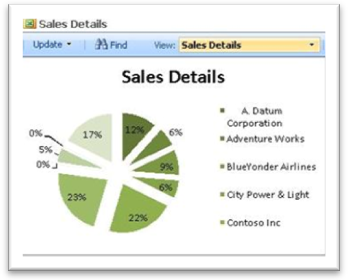 Sales Details
Update Find View: Sales Details
Sales Details
12%
6%
9%
6%
22%
23%
0%
5%
0%
17%
A. Datum
Corporation
Adventure Works
BlueYonder Airlines
City Power & Light
Contoso Inc